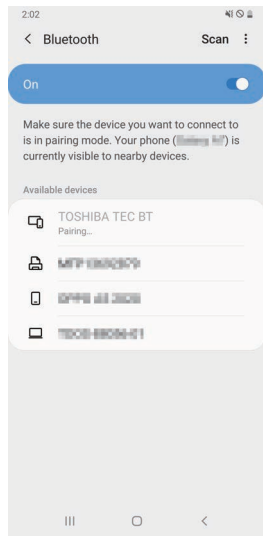 2:02
Bluetooth
Scan
On
Make sure the device you want to connect to
is in pairing mode. Your phone () is
currently visible to nearby devices.
Available devices
TOSHIBA TEC BT
Pairing...